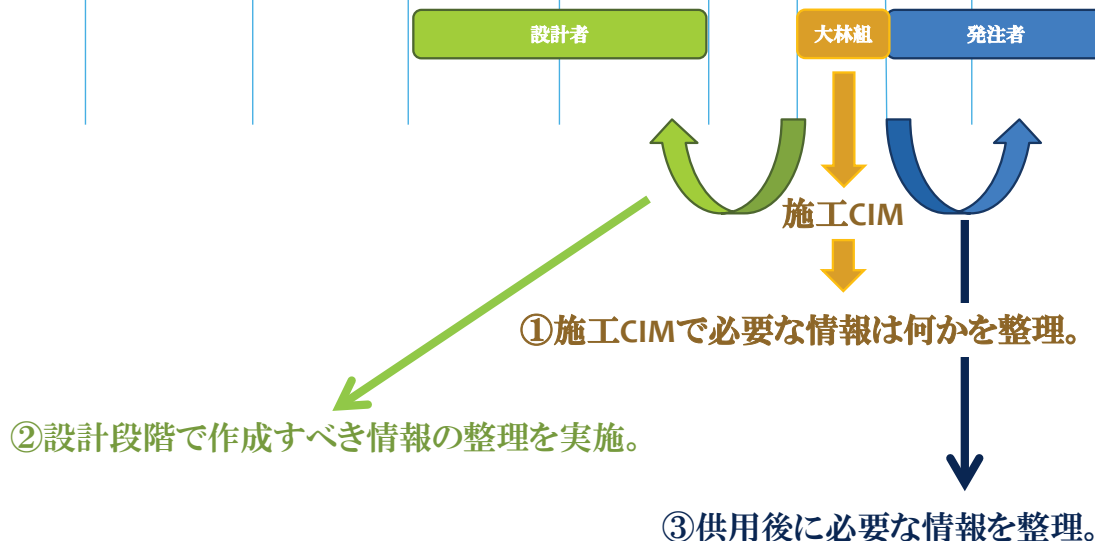 設計者
大林組
発注者
施工CIM
①施工CIMで必要な情報は何かを整理。
②設計段階で作成すべき情報の整理を実施。
③供用後に必要な情報を整理。